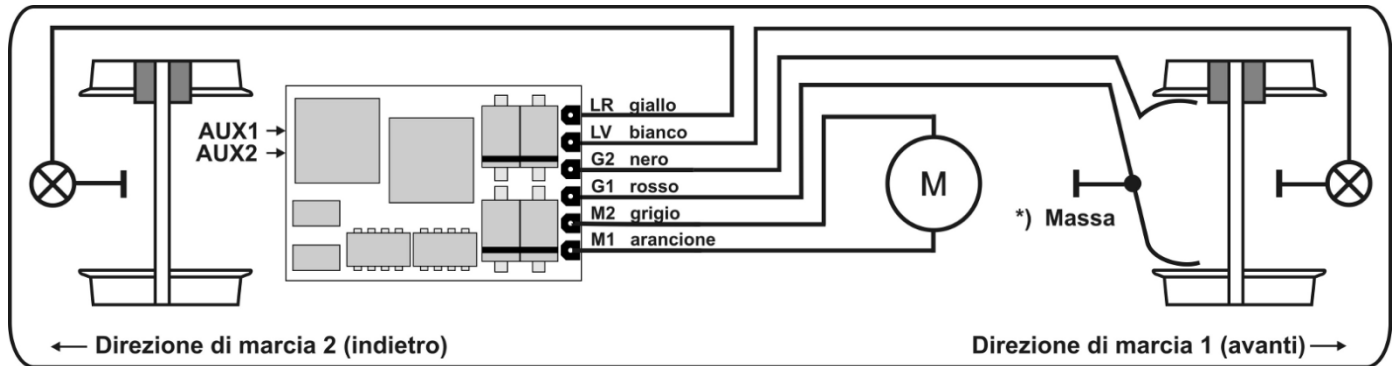 LR giallo
AUX1 →
LV bianco
AUX2 →
G2 nero
G1 rosso
M2 grigio
M1 arancione
M
*) Massa
← Direzione di marcia 2 (indietro)
Direzione di marcia 1 (avanti) →